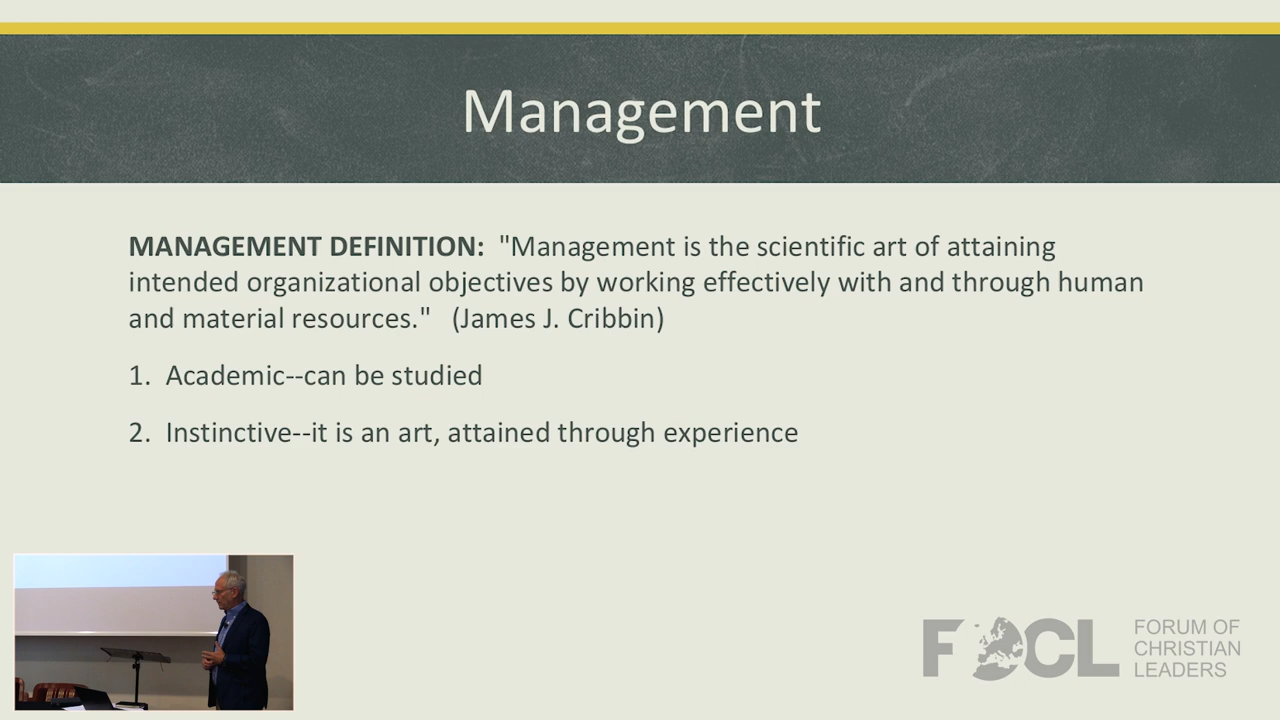 Management
MANAGEMENT DEFINITION:  "Management is the scientific art of attaining
intended organizational objectives by working effectively with and through human
and material resources."   (James J. Cribbin)
1.  Academic--can be studied
2.  Instinctive--it is an art, attained through experience
FOCL
FORUM OF
CHRISTIAN
LEADERS